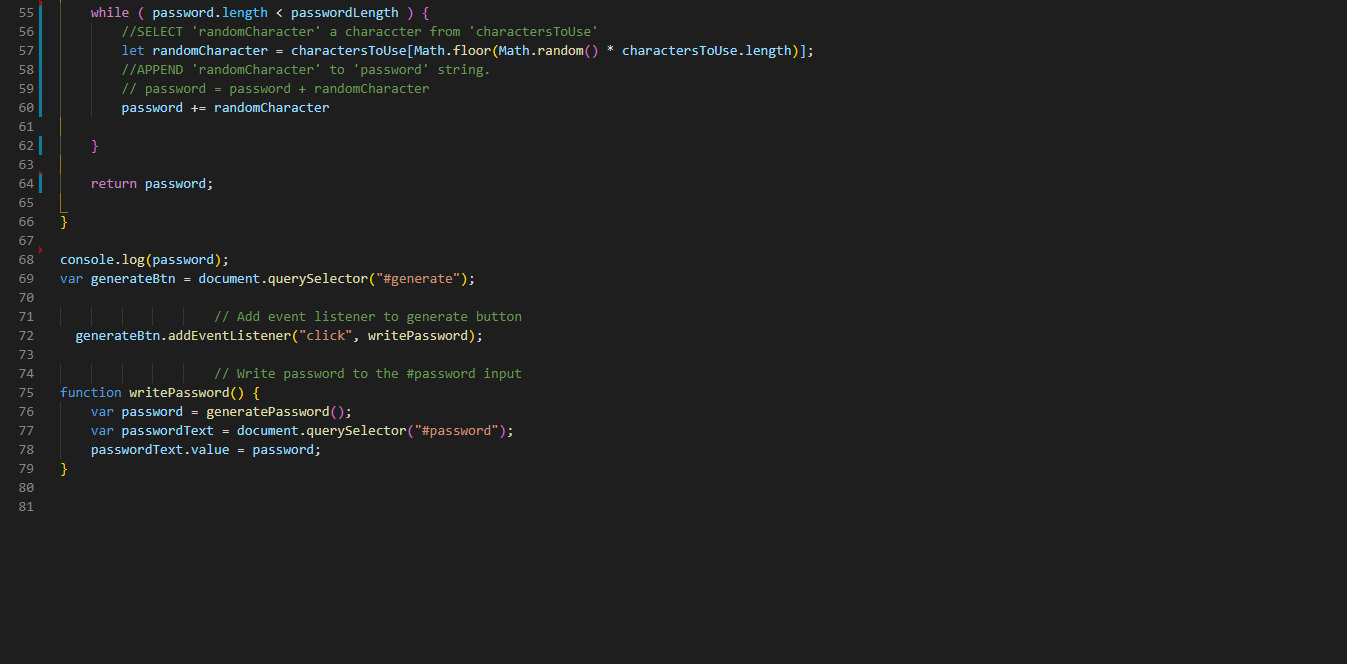 55 while ( password.length < passwordLength ) {
56 //SELECT 'randomCharacter' a characcter from 'charactersToUse'
57 let randomCharacter = charactersToUse[Math.floor(Math.random() * charactersToUse.length)];
58 //APPEND 'randomCharacter' to 'password' string.
59 // password = password + randomCharacter
60 password += randomCharacter
61
62 }
63
64 return password;
65
66 }
67
68 console.log(password);
69 var generateBtn = document.querySelector("#generate");
70
71 // Add event listener to generate button
72 generateBtn.addEventListener("click", writePassword);
73
74 // Write password to the #password input
75 function writePassword() {
76 var password = generatePassword();
77 var passwordText = document.querySelector("#password");
78 passwordText.value = password;
79 }
80
81